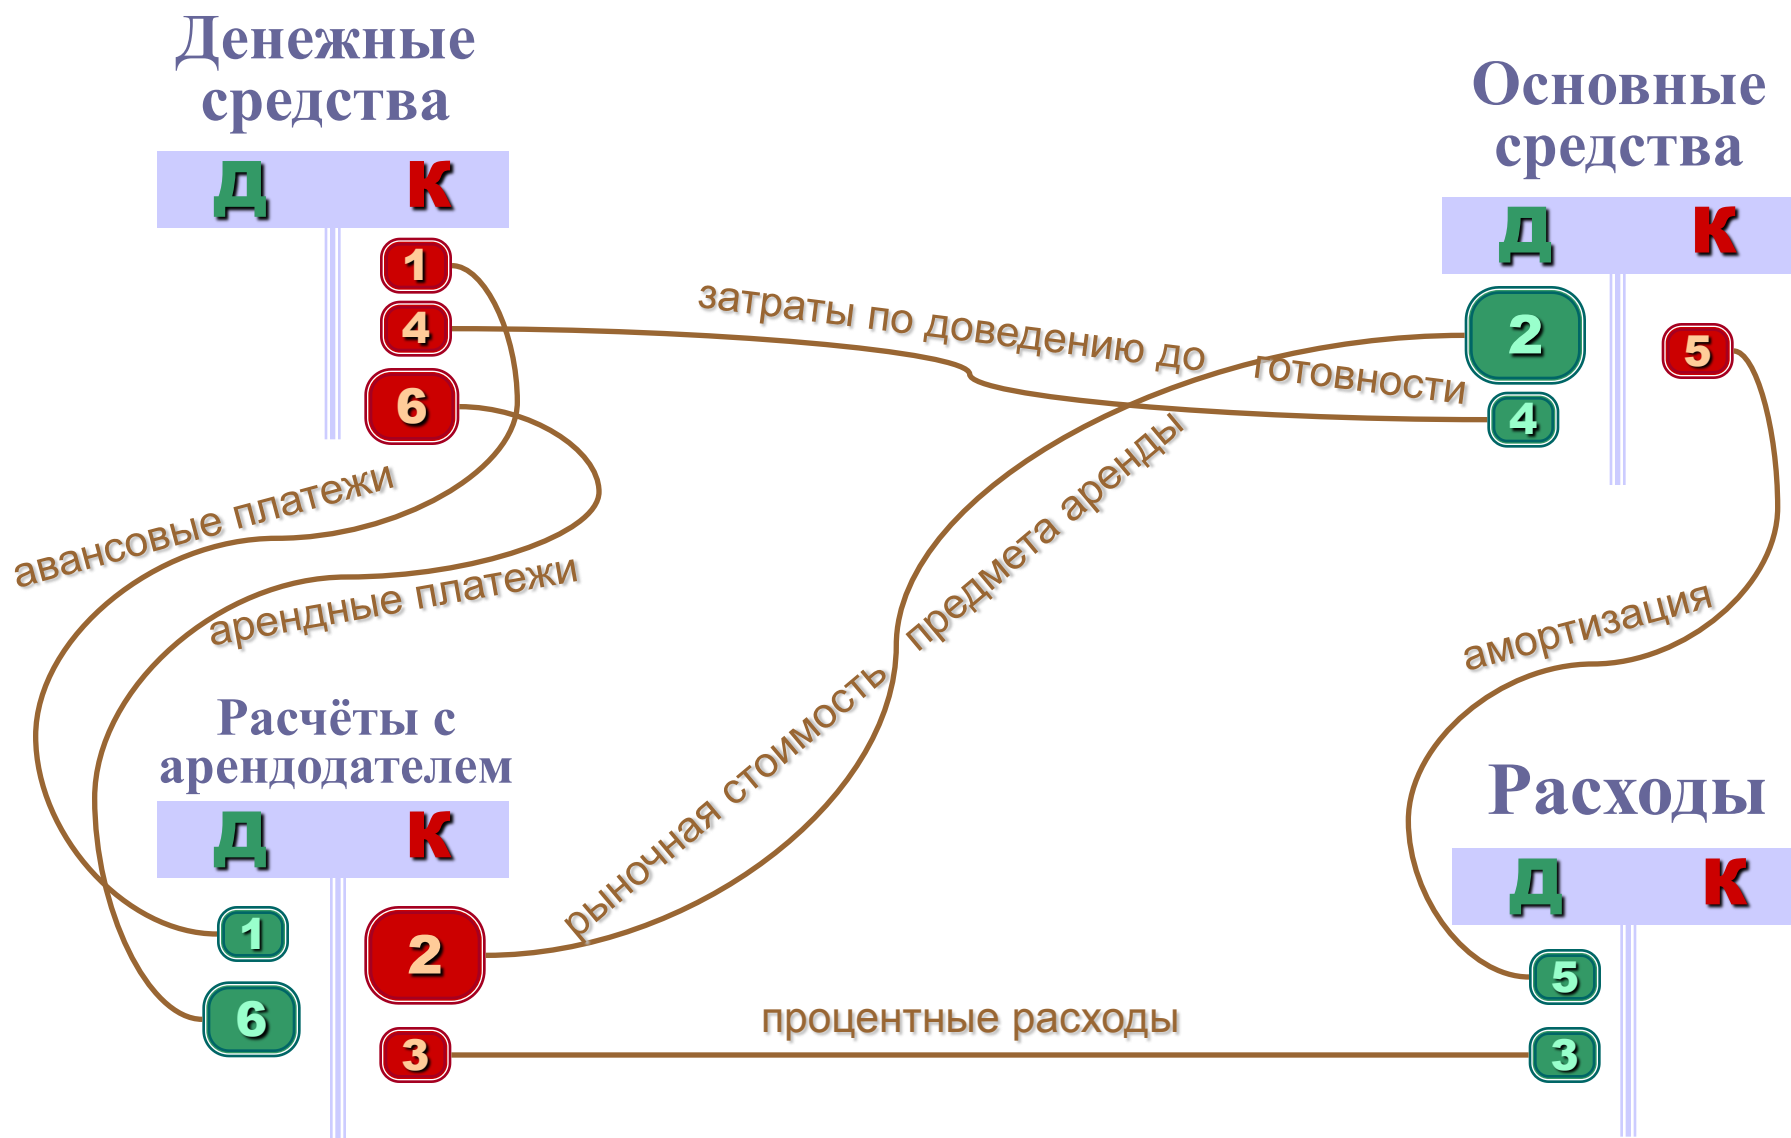 Денежные
средства
Д К
1
4
6
Основные
средства
Д К
2
5
4
затраты по доведению до готовности
авансовые платежи
арендные платежи
рыночная стоимость предмета аренды
амортизация
Расчёты с
арендодателем
Д К
1
2
6
3
процентные расходы
Расходы
Д К
5
3